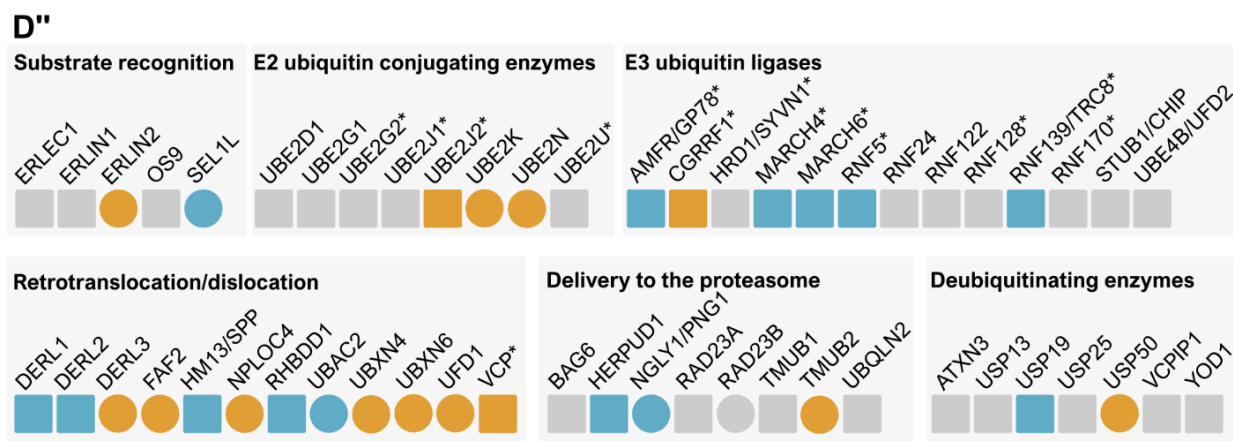 D"
Substrate recognition
ERLEC1
ERLIN1
ERLIN2
OS9
SEL1L
E2 ubiquitin conjugating enzymes
UBE2D1
UBE2G1
UBE2G2*
UBE2J1*
UBE2J2*
UBE2K
UBE2N
UBE2U*
E3 ubiquitin ligases
AMFR/GP78*
CGRRF1*
HRD1/SYVN1*
MARCH4*
MARCH6*
RNF5*
RNF24
RNF122
RNF128*
RNF139/TRC8*
RNF170*
STUB1/CHIP
UBE4B/UFD2
Retrotranslocation/dislocation
DERL1
DERL2
DERL3
FAF2
HM13/SPP
NPLOC4
RHBDD1
UBAC2
UBXN4
UBXN6
UFD1
VCP*
Delivery to the proteasome
BAG6
HERPUD1
NGLY1/PNG1
RAD23A
RAD23B
TMUB1
TMUB2
UBQLN2
Deubiquitinating enzymes
ATXN3
USP13
USP19
USP25
USP50
VCPIP1
YOD1